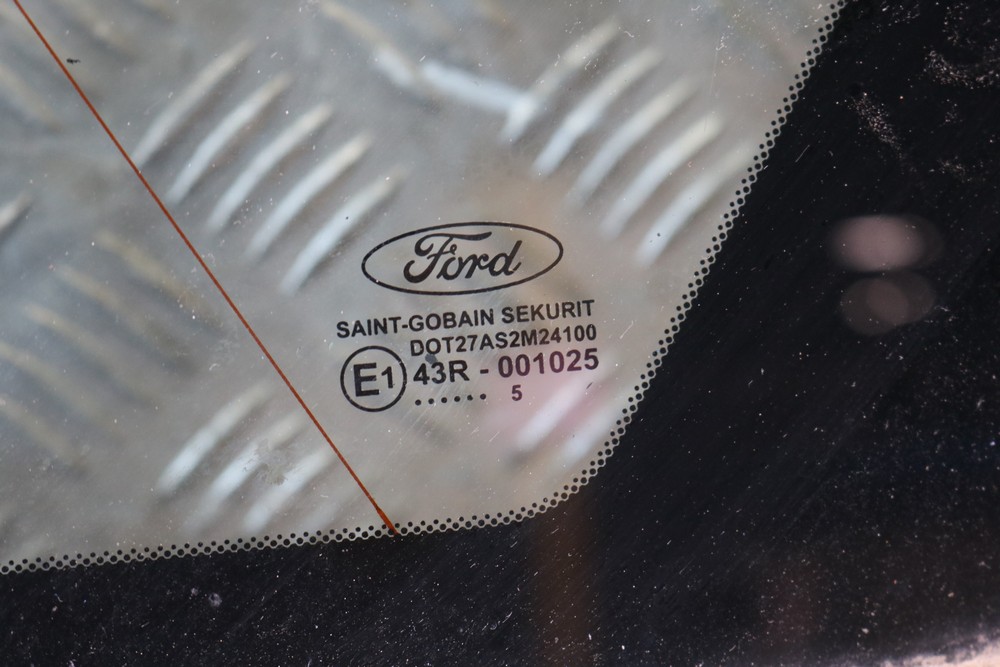 Ford
SAINT-GOBAIN SEKURIT
DOT27AS2M24100
E1 43R - 001025
...... 5